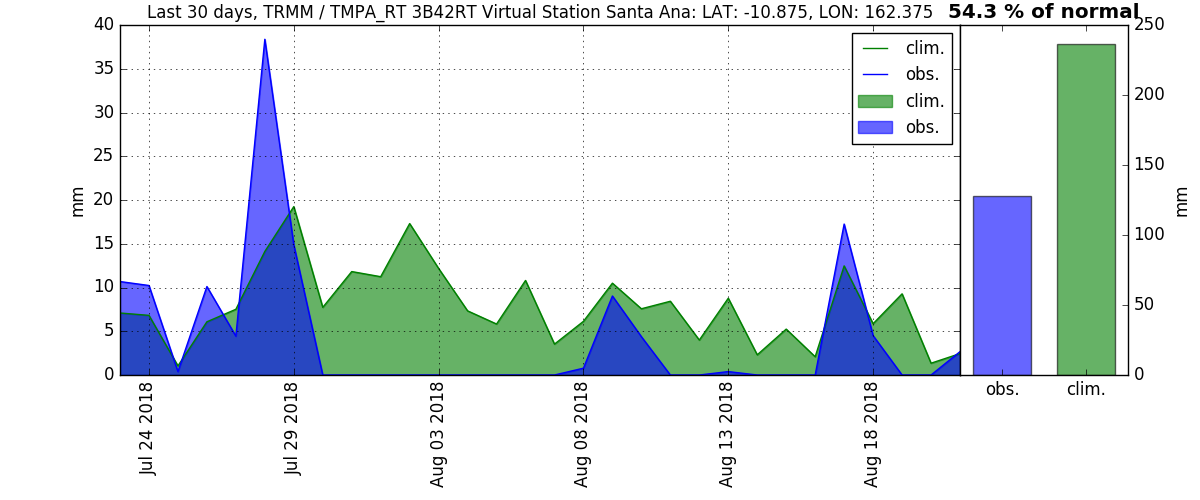 Last 30 days, TRMM / TMPA_RT 3B42RT Virtual Station Santa Ana: LAT: -10.875, LON: 162.375
54.3 % of normal
clim.
obs.
clim.
obs.
mm
40
35
30
25
20
15
10
5
0
Jul 24 2018
Jul 29 2018
Aug 03 2018
Aug 08 2018
Aug 13 2018
Aug 18 2018
250
200
150
100
50
0
mm
obs.
clim.